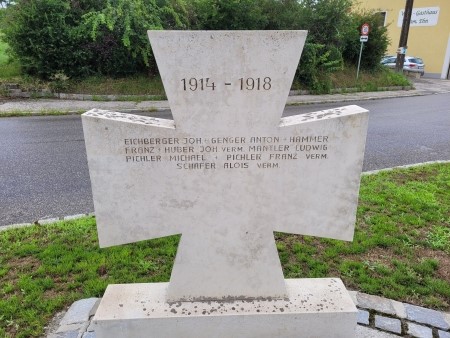 1914 - 1918
EICHBERGER JOH · GENGER ANTON · HAMMER
FRANZ · HUBER JOH VERM. MANTLER LUDWIG
PICHLER MICHAEL · PICHLER FRANZ VERM.
SCHÄFER ALOIS VERM.